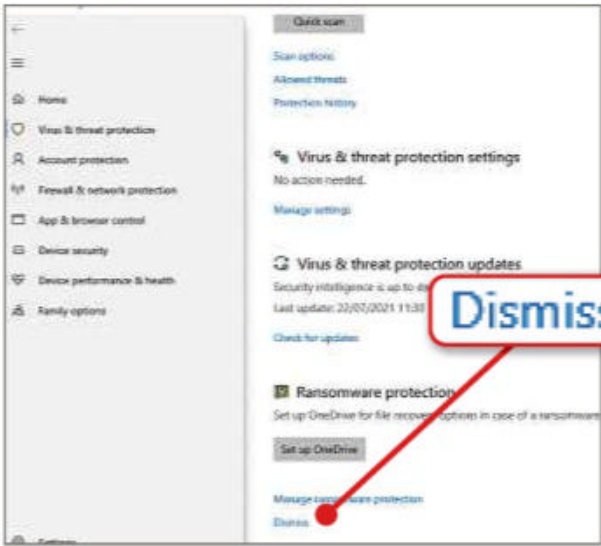 Quick scan
Scan options
Allowed threats
Protection history
Home
Virus & threat protection
Account protection
Firewall & network protection
App & browser control
Device security
Device performance & health
Family options
Settings
Virus & threat protection settings
No action needed.
Manage settings
Virus & threat protection updates
Security intelligence is up to
Last update: 22/07/2021 11:
Check for updates
Dismiss
Ransomware protection
Set up OneDrive for file recovery options in case of a ransomware
Set up OneDrive
Manage ransomware protection
Dismiss